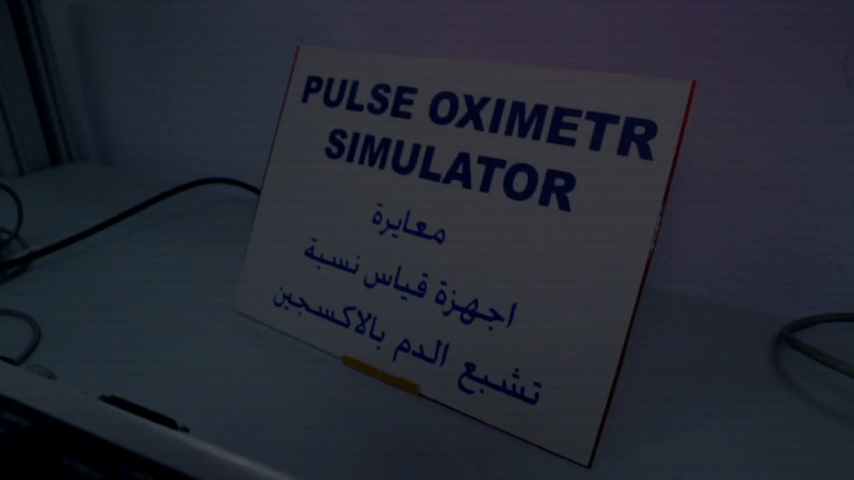 PULSE OXIMETR
SIMULATOR
معايرة
اجهزة قياس نسبة
تشبع الدم بالاكسجين